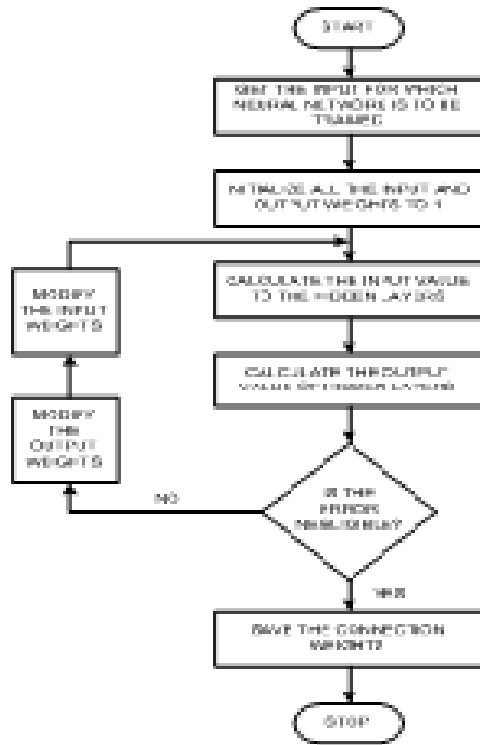 START
GET THE INPUT FOR WHICH
NEURAL NETWORK IS TO BE
TRAINED
INITIALIZE ALL THE INPUT AND
OUTPUT WEIGHTS TO 1
CALCULATE THE INPUT VALUE
TO THE HIDDEN LAYERS
CALCULATE THE OUTPUT
VALUE OF HIDDEN LAYERS
IS THE
ERROR
NEGLIGIBLE?
NO
MODIFY
THE
OUTPUT
WEIGHTS
MODIFY
THE INPUT
WEIGHTS
YES
SAVE THE CONNECTION
WEIGHTS
STOP